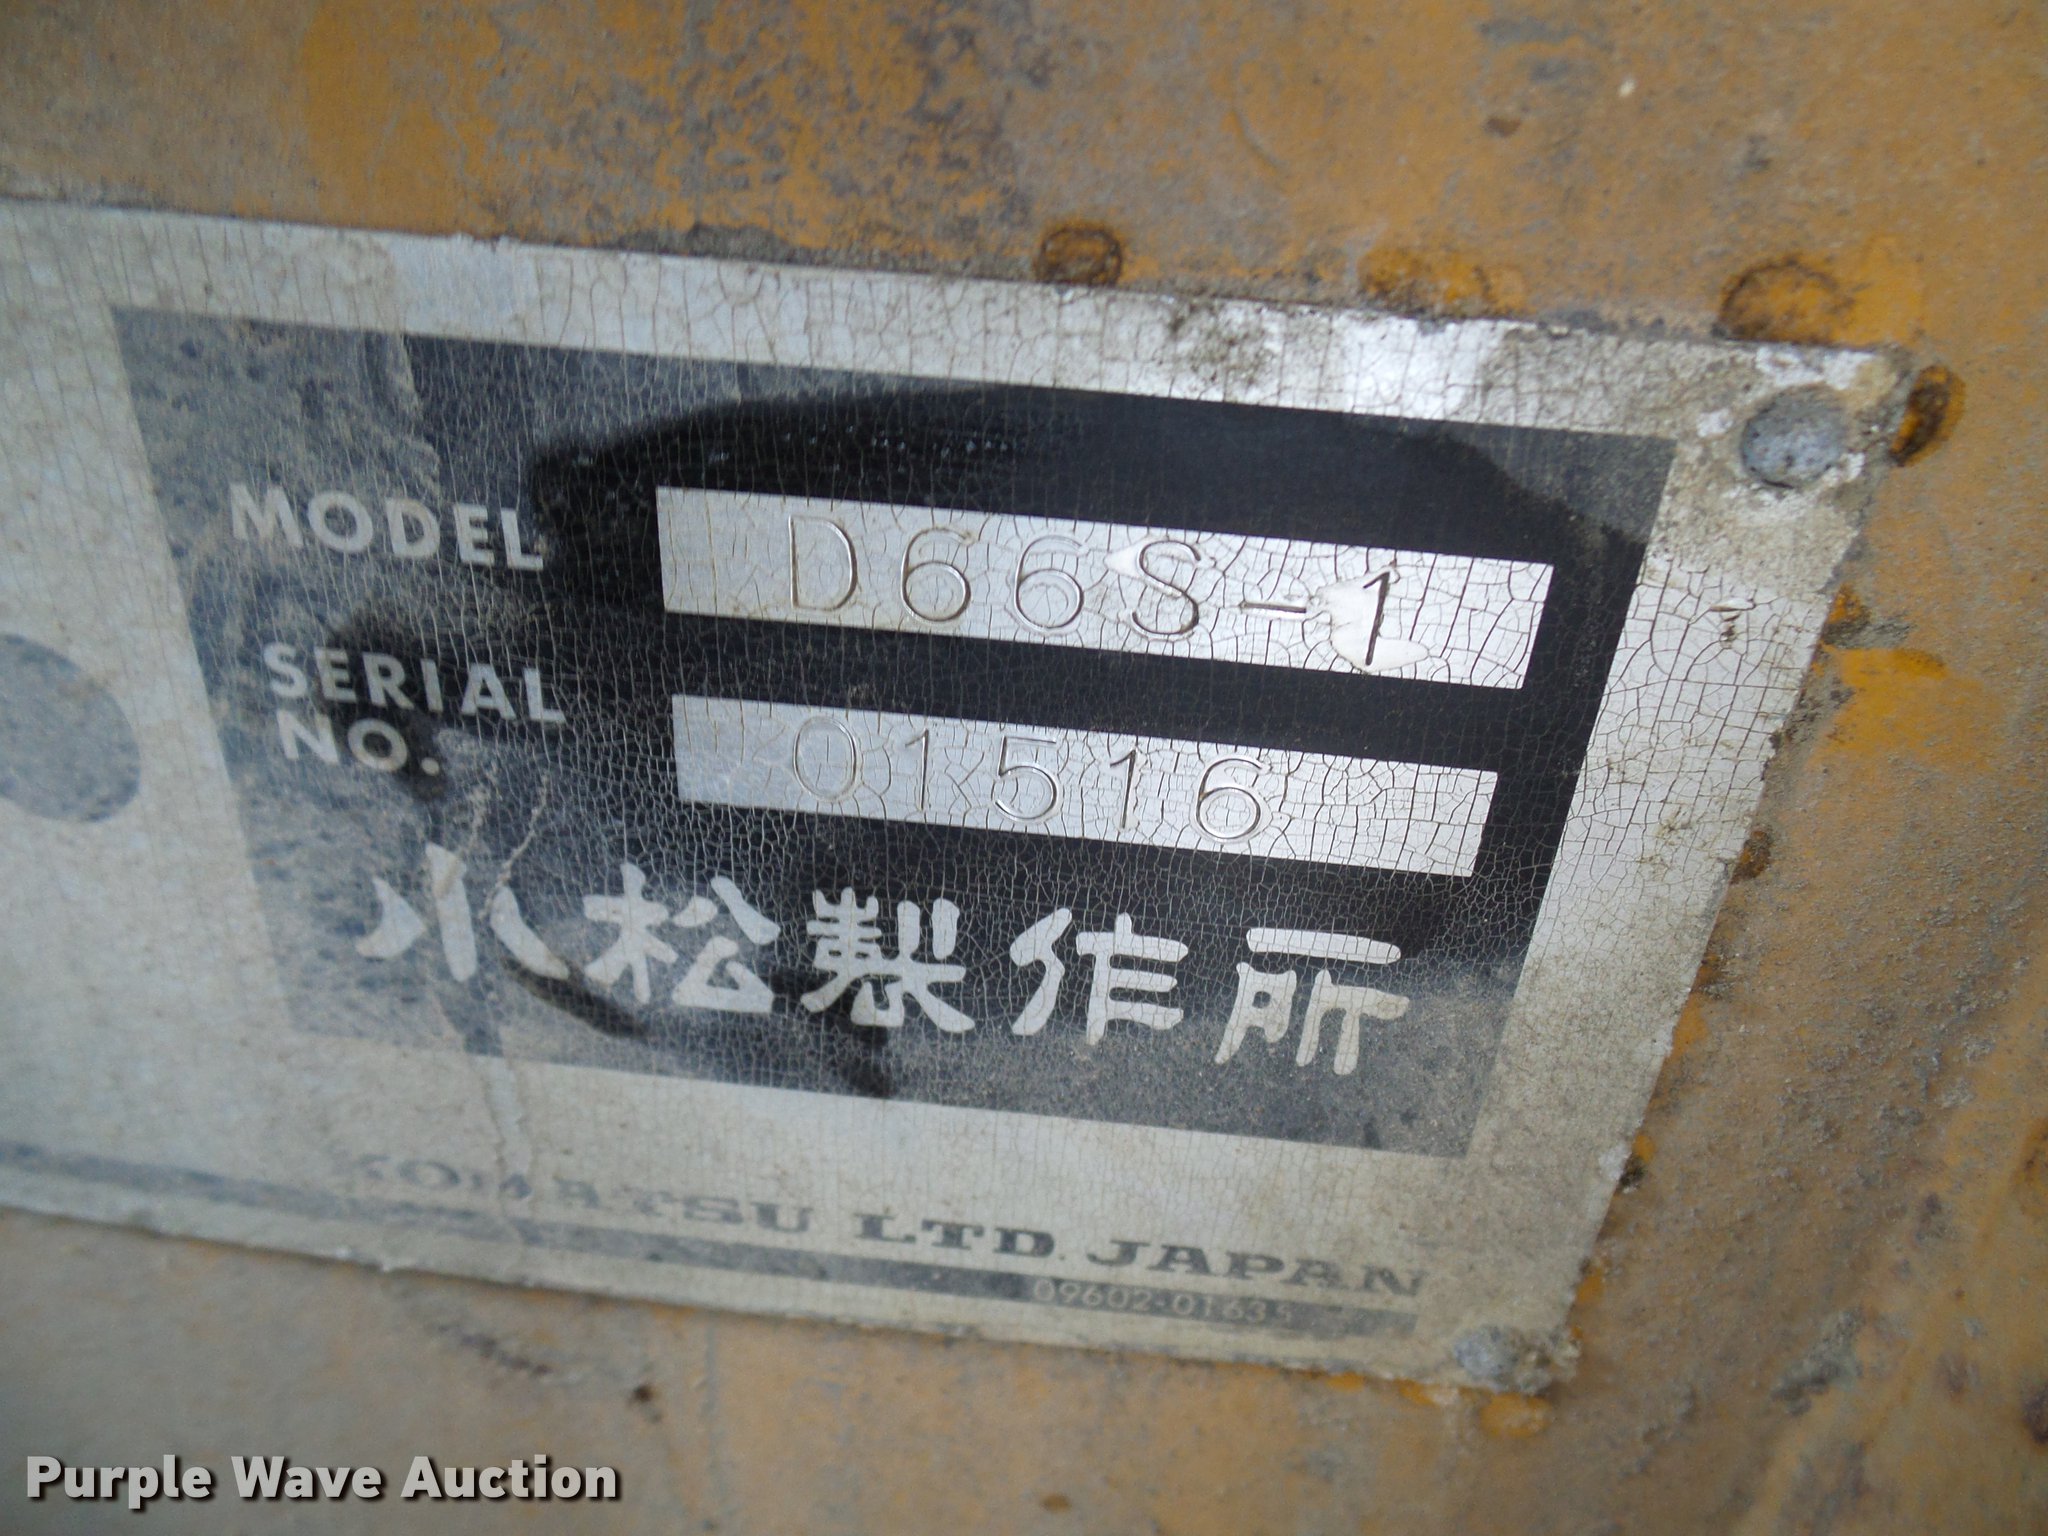 MODEL D66S-1
SERIAL NO. 01516
小松製作所
KOMATSU LTD. JAPAN
09602-01635
Purple Wave Auction